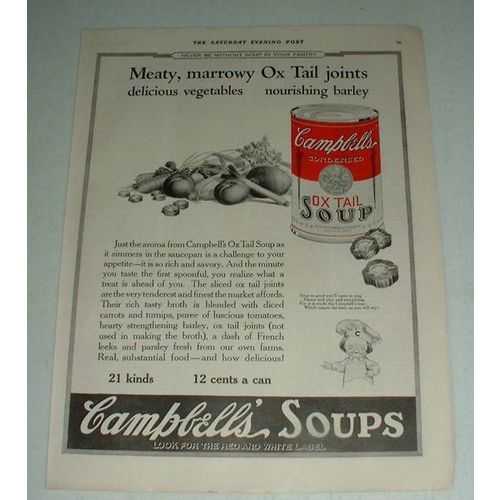 THE SATURDAY EVENING POST
NEVER BE WITHOUT SOUP IN YOUR PANTRY
Meaty, marrowy Ox Tail joints
delicious vegetables nourishing barley
Campbell's
CONDENSED
OX TAIL
SOUP
Just the aroma from Campbell's Ox Tail Soup as
it simmers in the saucepan is a challenge to your
appetite—it is so rich and savory. And the minute
you taste the first spoonful, you realize what a
treat is ahead of you. The sliced ox tail joints
are the very tenderest and finest the market affords.
Their rich tasty broth is blended with diced
carrots and turnips, puree of luscious tomatoes,
hearty strengthening barley, ox tail joints (not
used in making the broth), a dash of French
leeks and parsley fresh from our own farms.
Real, substantial food—and how delicious!
21 kinds 12 cents a can
Campbell's SOUPS
LOOK FOR THE RED AND WHITE LABEL